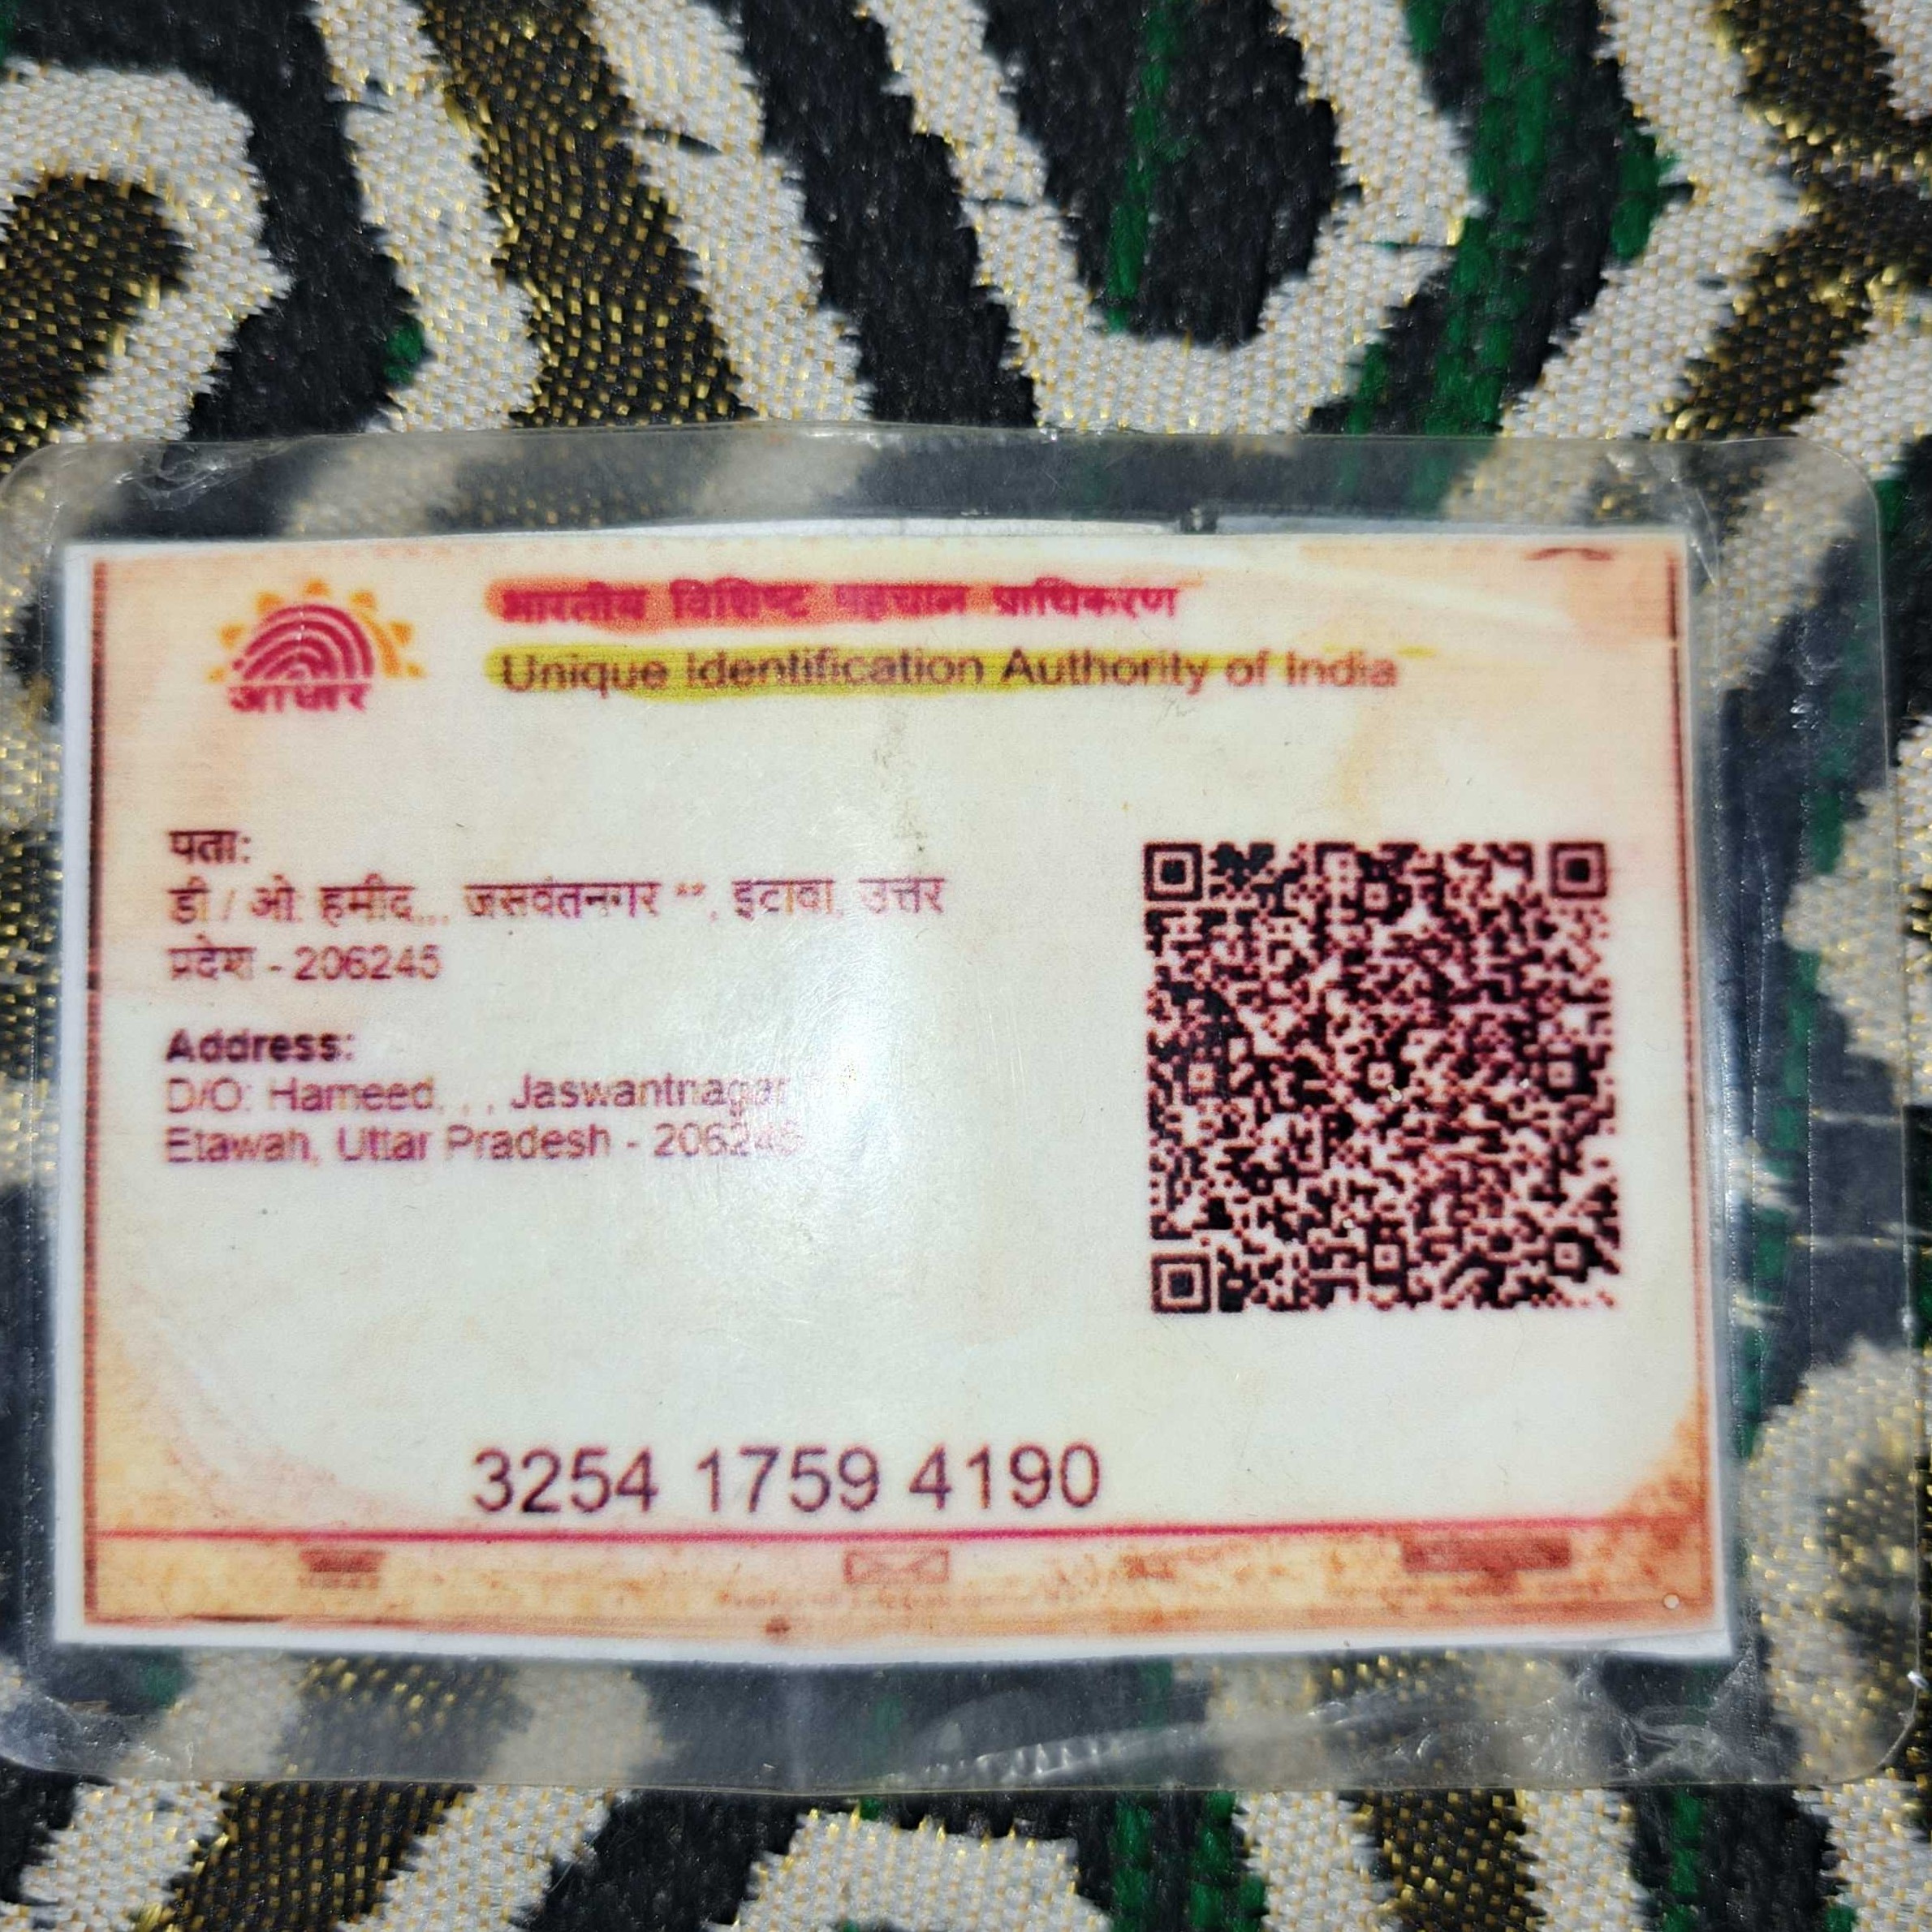 आधार
भारतीय विशिष्ट पहचान प्राधिकरण
Unique Identification Authority of India
पता:
डी / ओ: हमीद, , , जसवंतनगर **, इटावा, उत्तर
प्रदेश - 206245
Address:
D/O: Hameed, , , Jaswantnagar
Etawah, Uttar Pradesh - 206245
3254 1759 4190